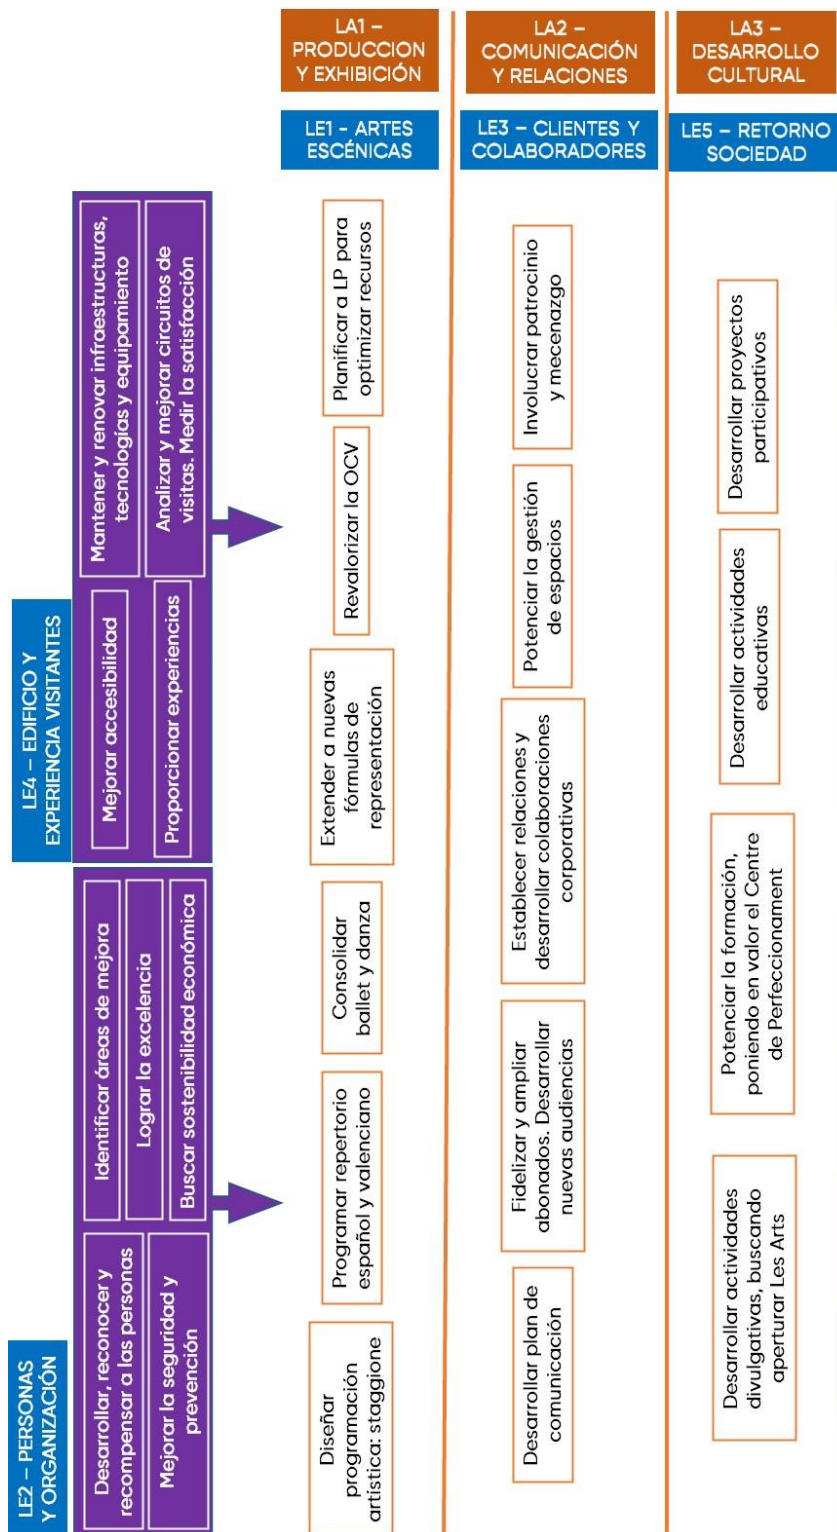 LA1 –
PRODUCCION
Y EXHIBICIÓN
LA2 –
COMUNICACIÓN
Y RELACIONES
LA3 –
DESARROLLO
CULTURAL
LE1 - ARTES
ESCÉNICAS
LE3 – CLIENTES Y
COLABORADORES
LE5 – RETORNO
SOCIEDAD
LE2 – PERSONAS
Y ORGANIZACIÓN
Desarrollar, reconocer y
recompensar a las personas
Mejorar la seguridad y
prevención
Identificar áreas de mejora
Lograr la excelencia
Buscar sostenibilidad económica
LE4 – EDIFICIO Y
EXPERIENCIA VISITANTES
Mejorar accesibilidad
Proporcionar experiencias
Mantener y renovar infraestructuras,
tecnologías y equipamiento
Analizar y mejorar circuitos de
visitas. Medir la satisfacción
Diseñar
programación
artística: staggione
Programar repertorio
español y valenciano
Consolidar
ballet y danza
Extender a nuevas
fórmulas de
representación
Revalorizar la OCV
Planificar a LP para
optimizar recursos
Desarrollar plan de
comunicación
Fidelizar y ampliar
abonados. Desarrollar
nuevas audiencias
Establecer relaciones y
desarrollar colaboraciones
corporativas
Potenciar la gestión
de espacios
Involucrar patrocinio
y mecenazgo
Desarrollar actividades
divulgativas, buscando
aperturar Les Arts
Potenciar la formación,
poniendo en valor el Centre
de Perfeccionament
Desarrollar actividades
educativas
Desarrollar proyectos
participativos